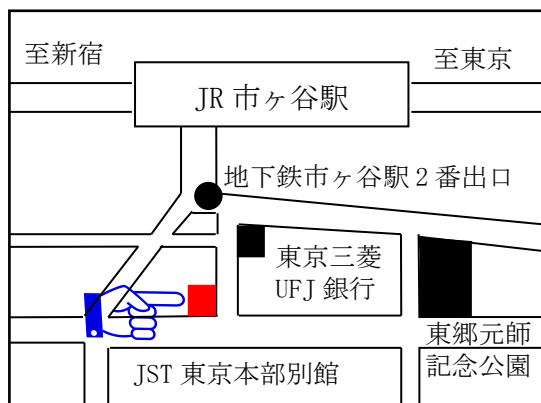 至新宿
至東京
JR 市ヶ谷駅
地下鉄市ヶ谷駅２番出口
東京三菱
UFJ 銀行
東郷元師
記念公園
JST 東京本部別館